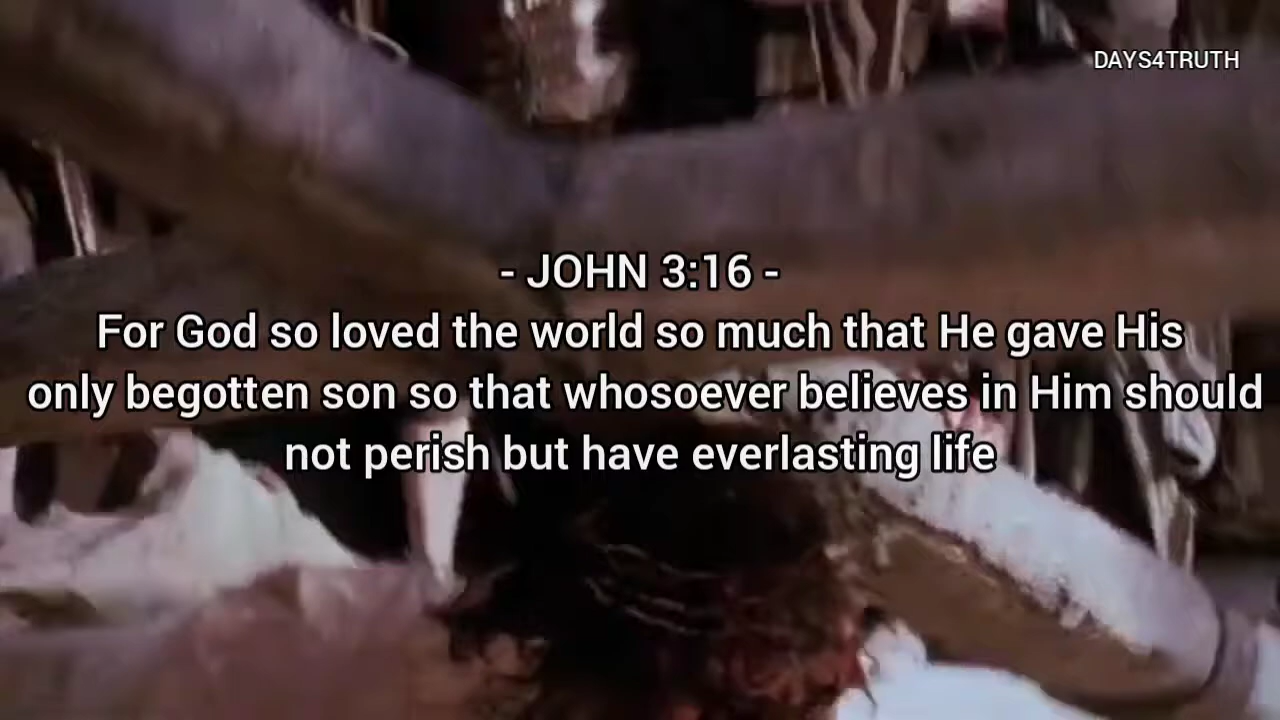 DAYS4TRUTH
- JOHN 3:16 -
For God so loved the world so much that He gave His
only begotten son so that whosoever believes in Him should
not perish but have everlasting life